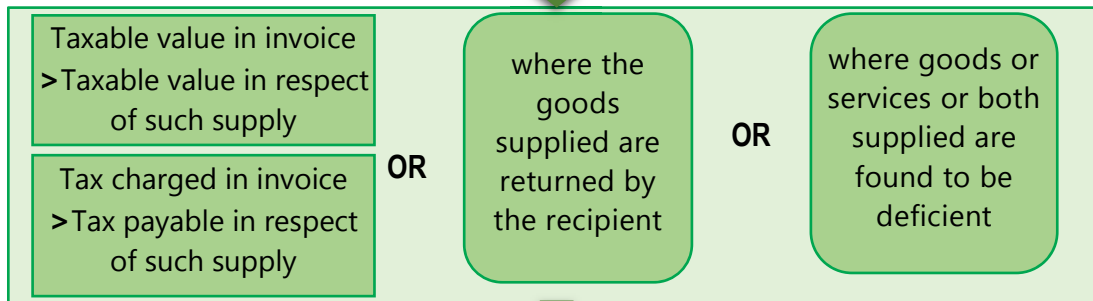 Taxable value in invoice
>Taxable value in respect
of such supply
Tax charged in invoice
>Tax payable in respect
of such supply
OR
where the
goods
supplied are
returned by
the recipient
OR
where goods or
services or both
supplied are
found to be
deficient